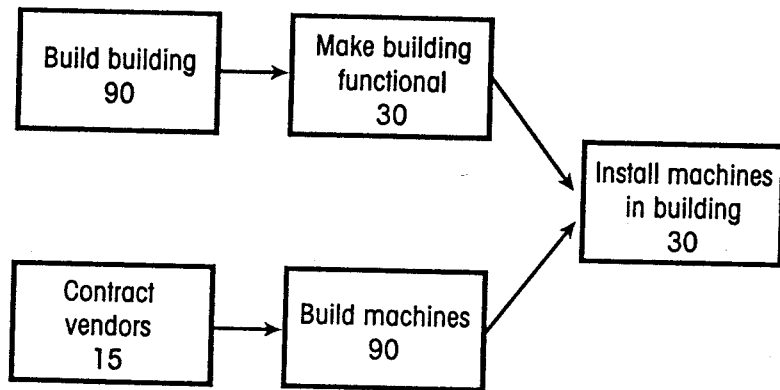 Build building
90
Make building
functional
30
Install machines
in building
30
Contract
vendors
15
Build machines
90